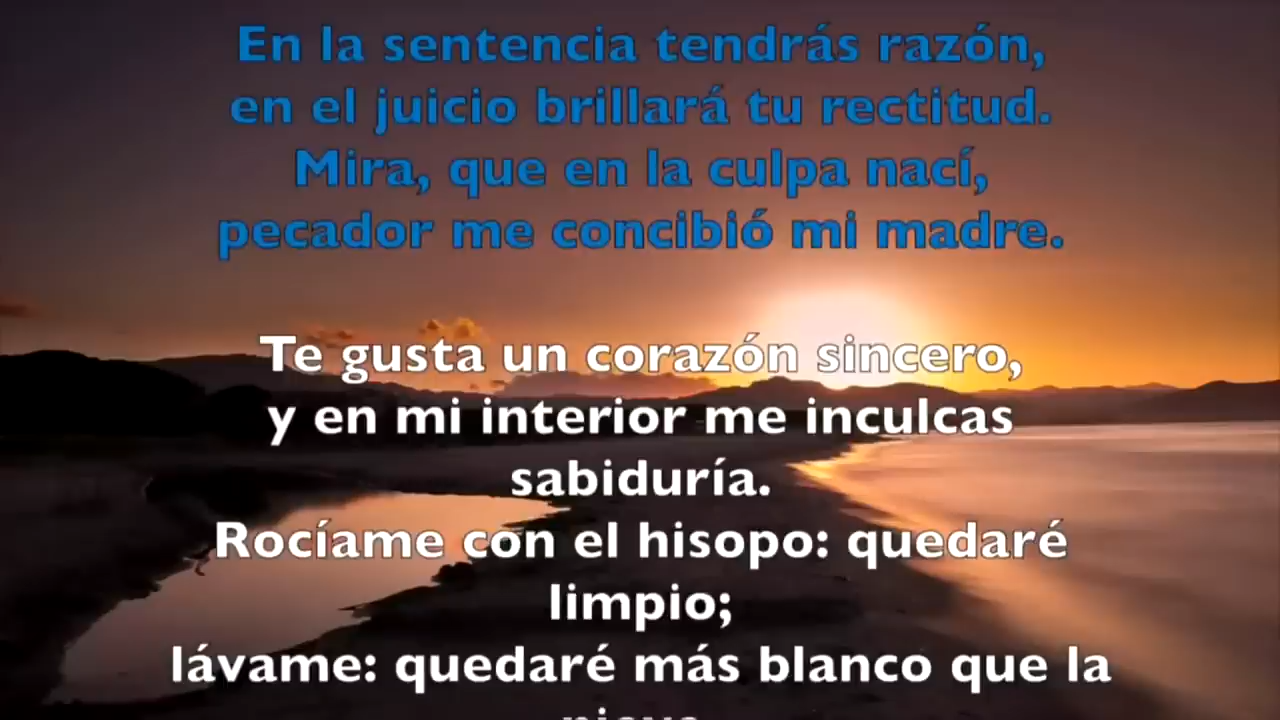 En la sentencia tendrás razón,
en el juicio brillará tu rectitud.
Mira, que en la culpa nací,
pecador me concibió mi madre.
Te gusta un corazón sincero,
y en mi interior me inculcas
sabiduría.
Rocíame con el hisopo: quedaré
limpio;
lávame: quedaré más blanco que la